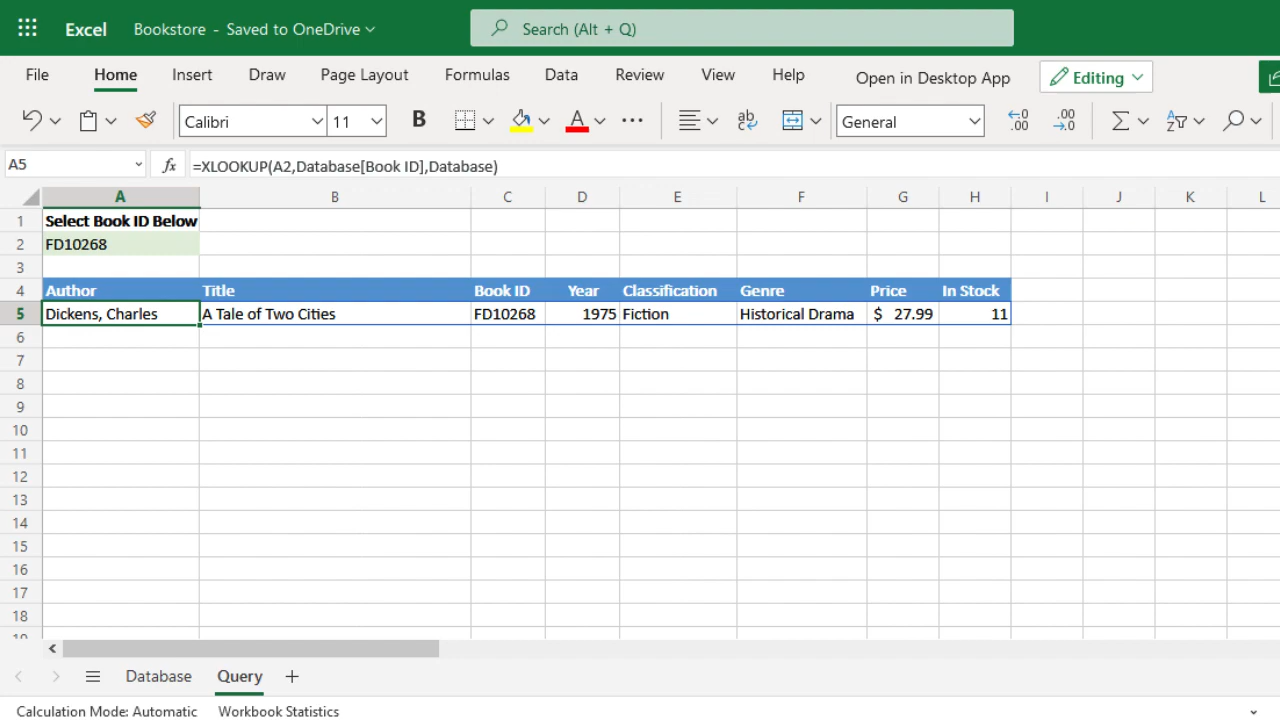 Excel Bookstore - Saved to OneDrive Search (Alt + Q)
File Home Insert Draw Page Layout Formulas Data Review View Help Open in Desktop App Editing
Calibri 11 B A ab General .00 .00
A5 fx =XLOOKUP(A2,Database[Book ID],Database)
A B C D E F G H I J K L
1 Select Book ID Below
2 FD10268
3
4 Author Title Book ID Year Classification Genre Price In Stock
5 Dickens, Charles A Tale of Two Cities FD10268 1975 Fiction Historical Drama $ 27.99 11
6
7
8
9
10
11
12
13
14
15
16
17
18
Database Query +
Calculation Mode: Automatic Workbook Statistics